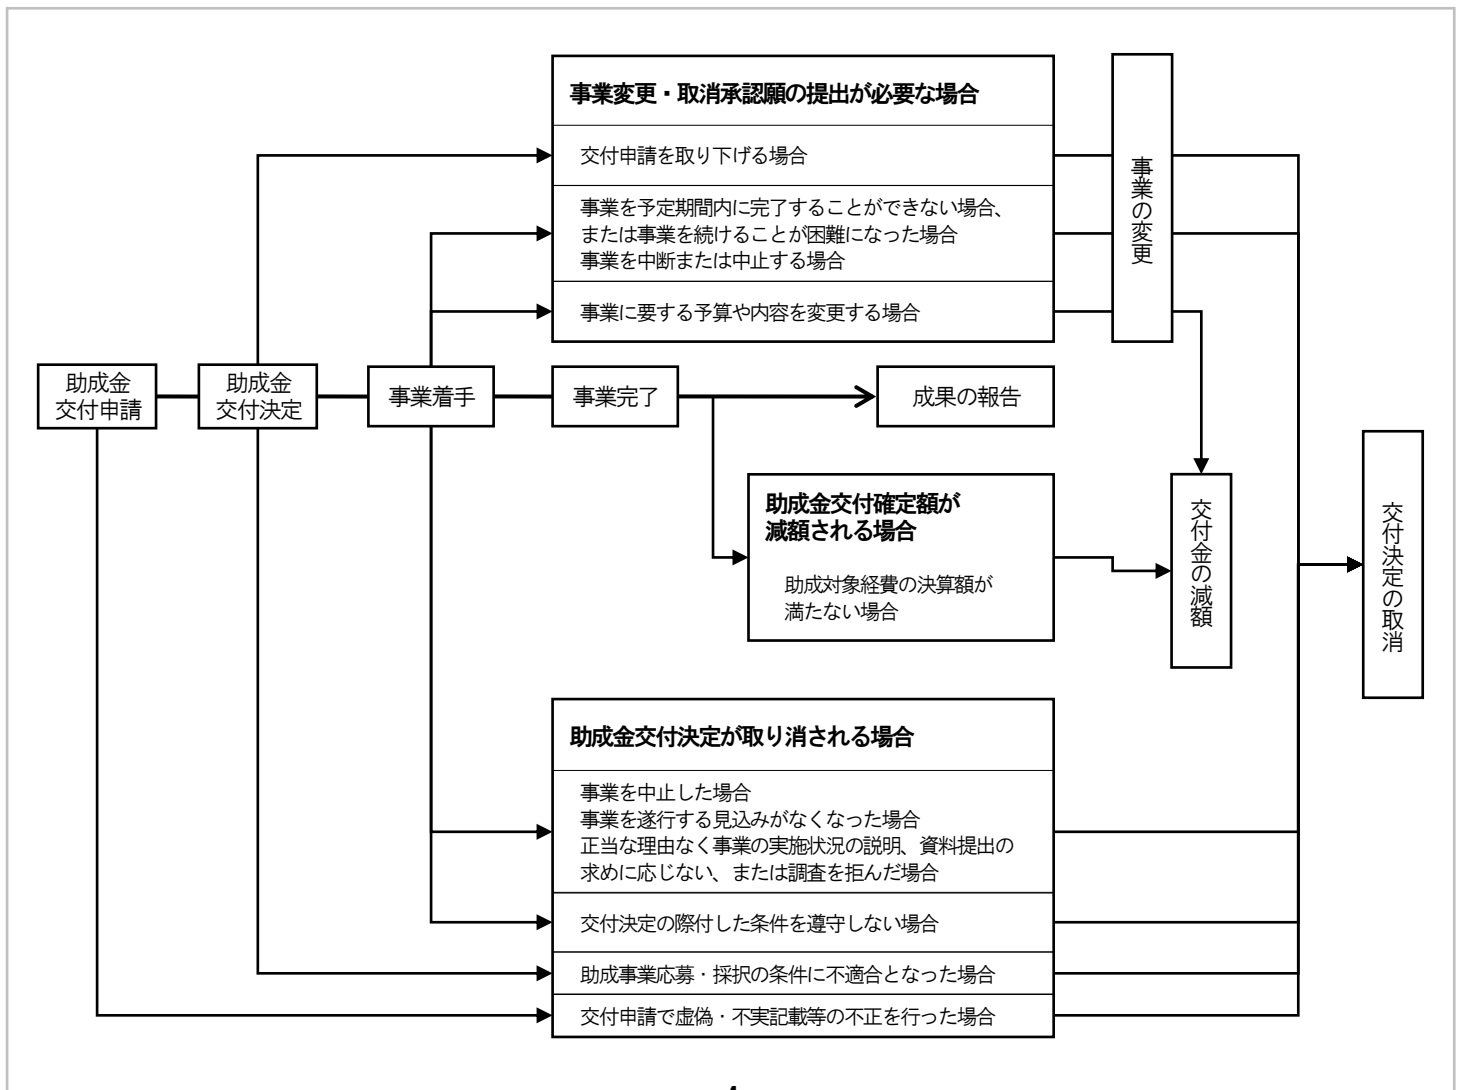 事業変更・取消承認願の提出が必要な場合
交付申請を取り下げる場合
事業を予定期間内に完了することができない場合、
または事業を続けることが困難になった場合
事業を中断または中止する場合
事業に要する予算や内容を変更する場合
事業の変更
助成金
交付申請
助成金
交付決定
事業着手
事業完了
成果の報告
助成金交付確定額が
減額される場合
助成対象経費の決算額が
満たない場合
交付金の減額
交付決定の取消
助成金交付決定が取り消される場合
事業を中止した場合
事業を遂行する見込みがなくなった場合
正当な理由なく事業の実施状況の説明、資料提出の
求めに応じない、または調査を拒んだ場合
交付決定の際付した条件を遵守しない場合
助成事業応募・採択の条件に不適合となった場合
交付申請で虚偽・不実記載等の不正を行った場合